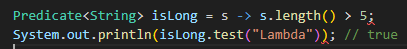 Predicate<String> isLong = s -> s.length() > 5;
System.out.println(isLong.test("Lambda")); // true